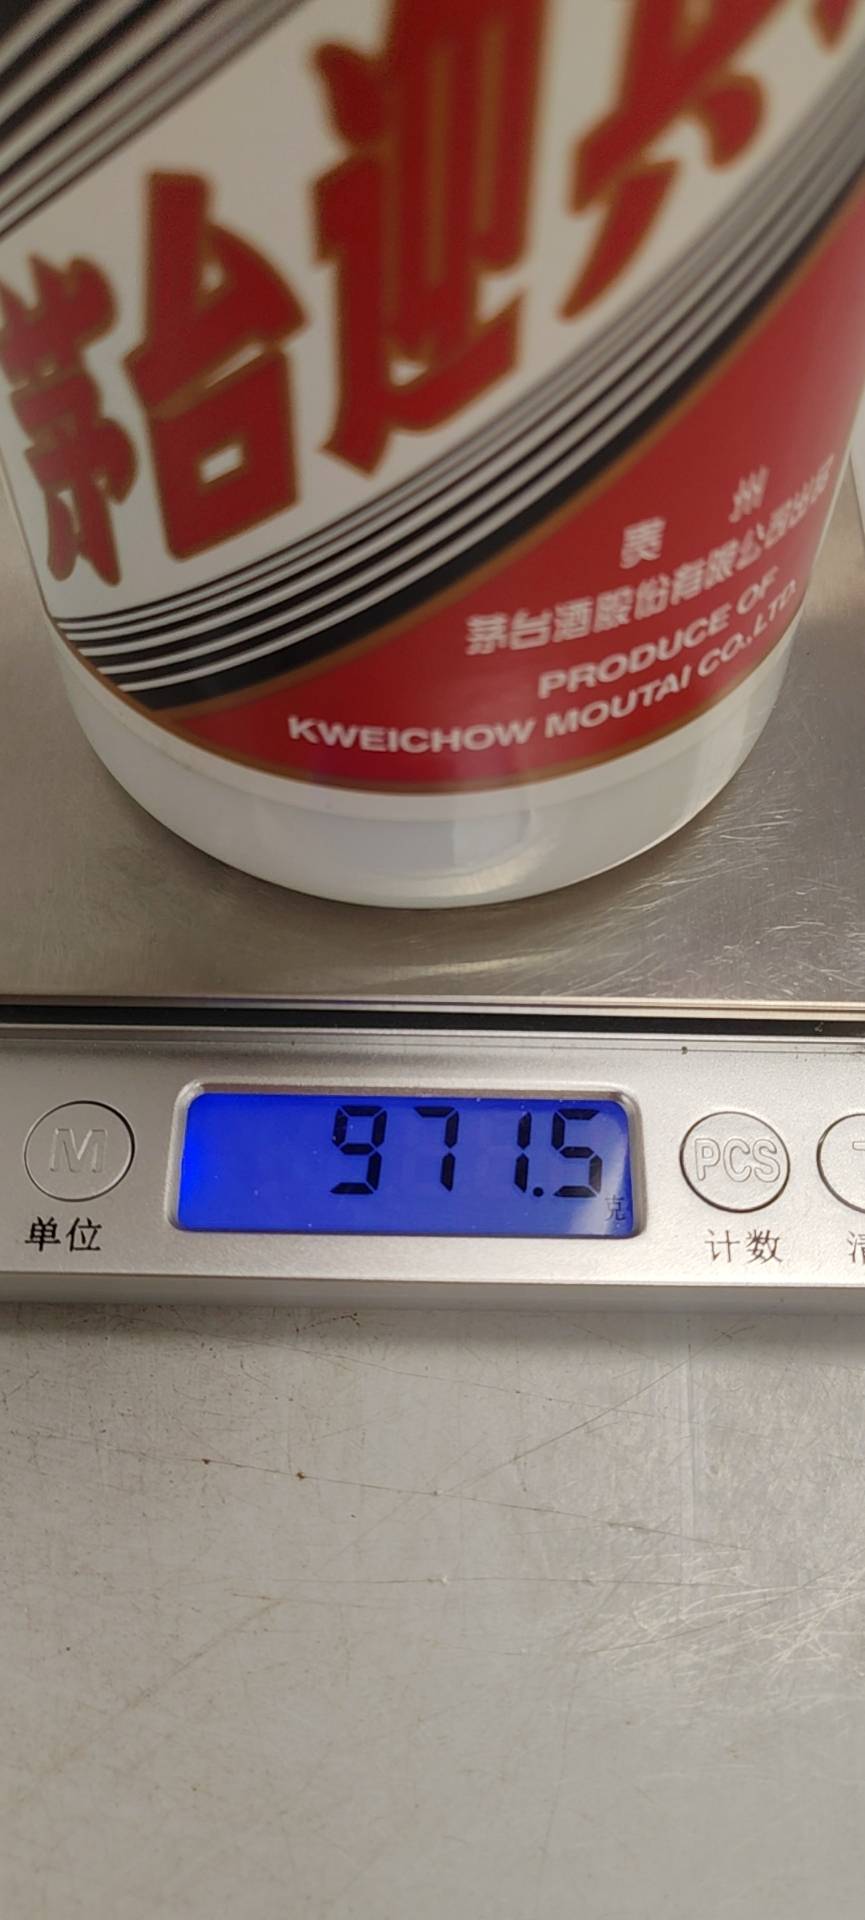 茅台迎宾
贵州
茅台酒股份有限公司出品
PRODUCE OF
KWEICHOW MOUTAI CO.,LTD.
971.5
克
M
PCS
单位
计数